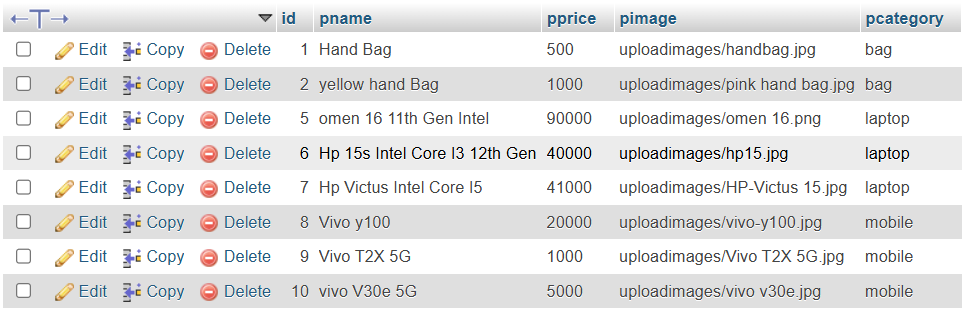 id pname pprice pimage pcategory
Edit Copy Delete 1 Hand Bag 500 uploadimages/handbag.jpg bag
Edit Copy Delete 2 yellow hand Bag 1000 uploadimages/pink hand bag.jpg bag
Edit Copy Delete 5 omen 16 11th Gen Intel 90000 uploadimages/omen 16.png laptop
Edit Copy Delete 6 Hp 15s Intel Core I3 12th Gen 40000 uploadimages/hp15.jpg laptop
Edit Copy Delete 7 Hp Victus Intel Core I5 41000 uploadimages/HP-Victus 15.jpg laptop
Edit Copy Delete 8 Vivo y100 20000 uploadimages/vivo-y100.jpg mobile
Edit Copy Delete 9 Vivo T2X 5G 1000 uploadimages/Vivo T2X 5G.jpg mobile
Edit Copy Delete 10 vivo V30e 5G 5000 uploadimages/vivo v30e.jpg mobile